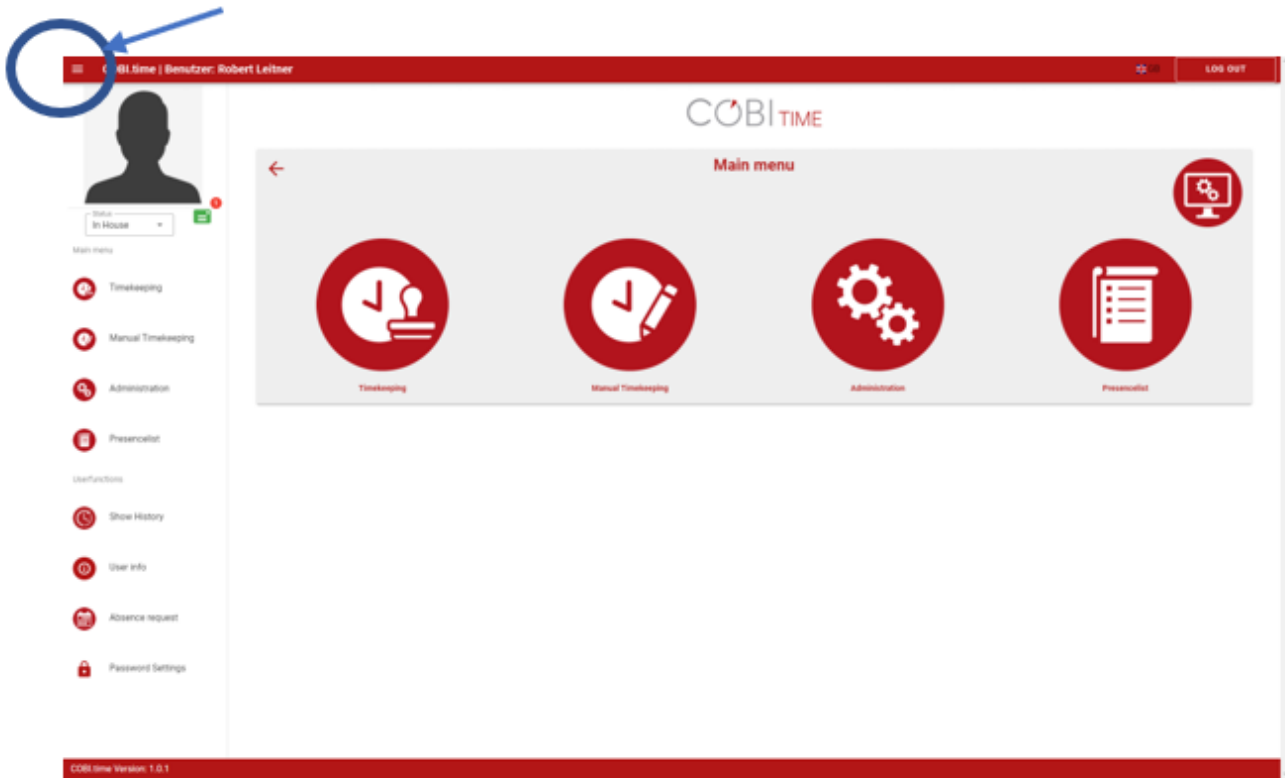 COBI.time | Benutzer: Robert Leitner
GB
LOG OUT
COBI TIME
Main menu
1
Status
In House
Main menu
Timekeeping
Manual Timekeeping
Administration
Presencelist
Timekeeping
Manual Timekeeping
Administration
Presencelist
Userfunctions
Show History
User info
Absence request
Password Settings
COBI.time Version: 1.0.1